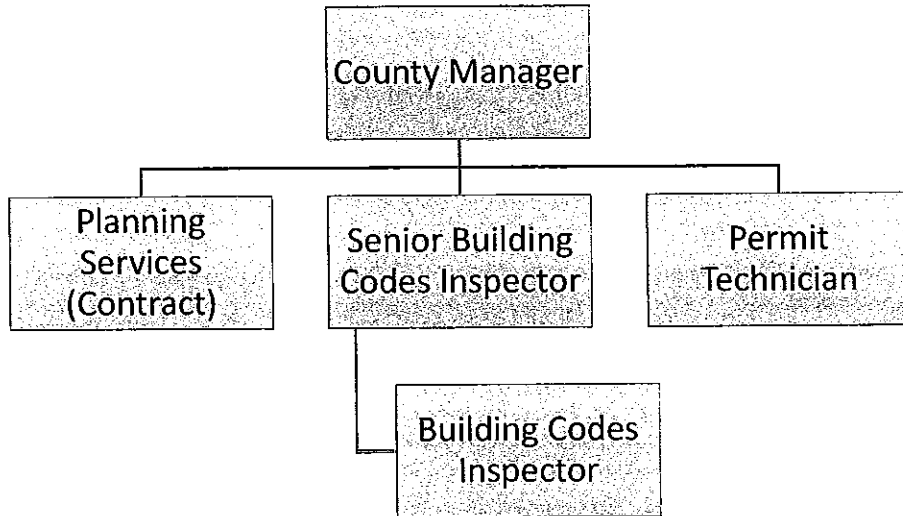 County Manager
Planning
Services
(Contract)
Senior Building
Codes Inspector
Permit
Technician
Building Codes
Inspector